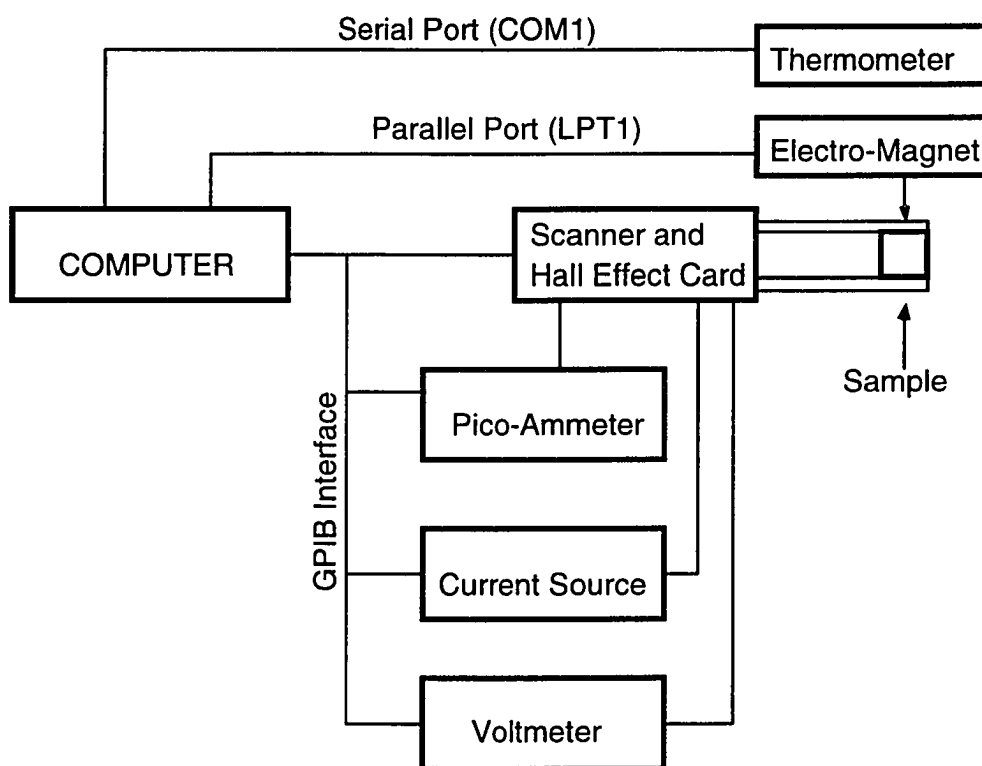 Serial Port (COM1)
Thermometer
Parallel Port (LPT1)
Electro-Magnet
COMPUTER
Scanner and
Hall Effect Card
Sample
GPIB Interface
Pico-Ammeter
Current Source
Voltmeter